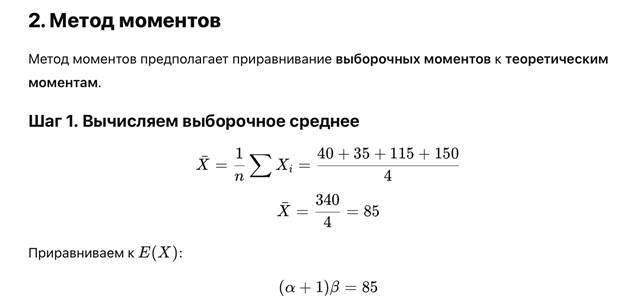 2. Метод моментов
Метод моментов предполагает приравнивание выборочных моментов к теоретическим
моментам.
Шаг 1. Вычисляем выборочное среднее
X̄ = 1/n ∑ Xᵢ = (40 + 35 + 115 + 150)/4
X̄ = 340/4 = 85
Приравниваем к E(X):
(α + 1)β = 85